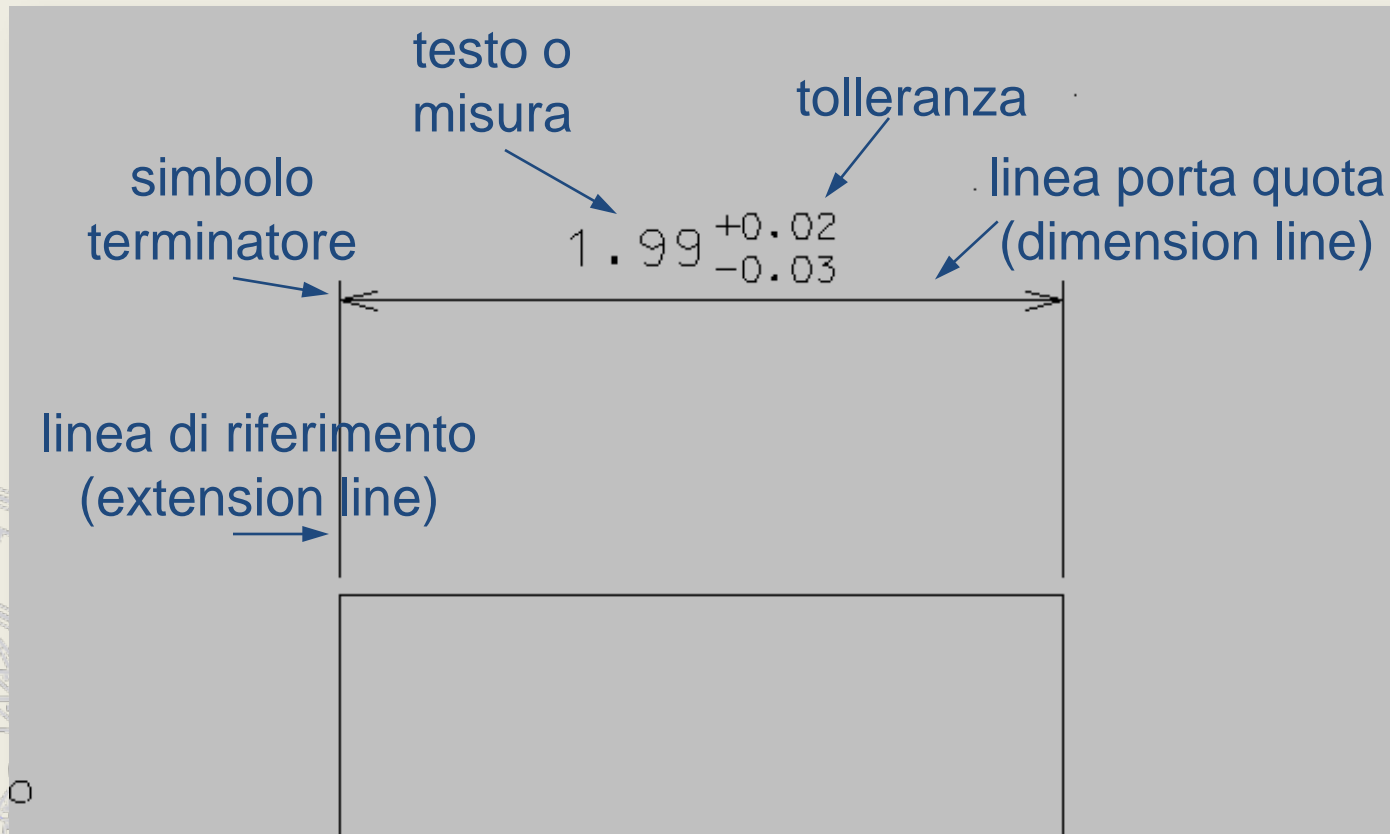 testo o
misura
tolleranza
simbolo
terminatore
linea porta quota
(dimension line)
1.99 +0.02
-0.03
linea di riferimento
(extension line)